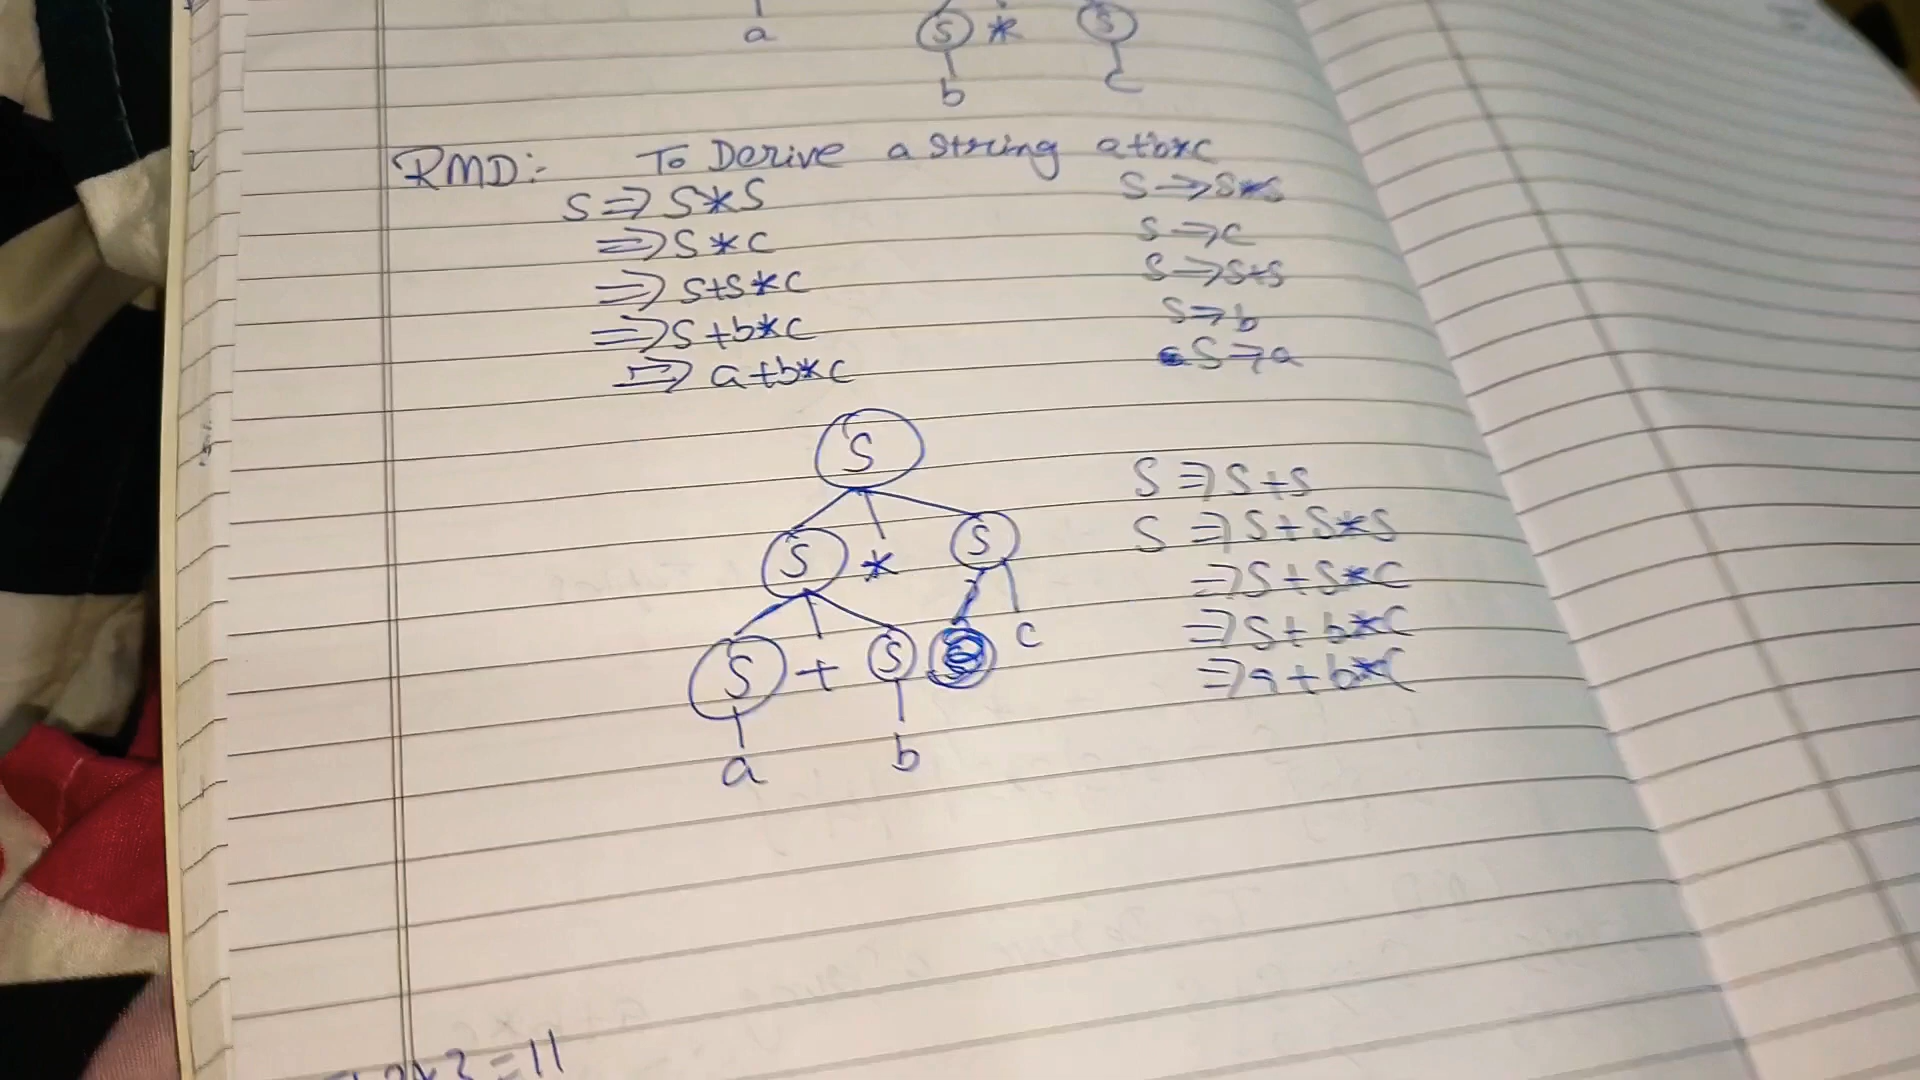 a
S * S
b c
RMD:- To Derive a string a+b*c
S ⇒ S*S S → S*S
⇒ S*C S → c
⇒ S+S*C S → S+S
⇒ S+b*C S → b
⇒ a+b*C S → a
S
S * S
S + S c
a b
S ⇒ S+S
S ⇒ S+S*S
⇒ S+S*C
⇒ S+b*C
⇒ a+b*C
=11